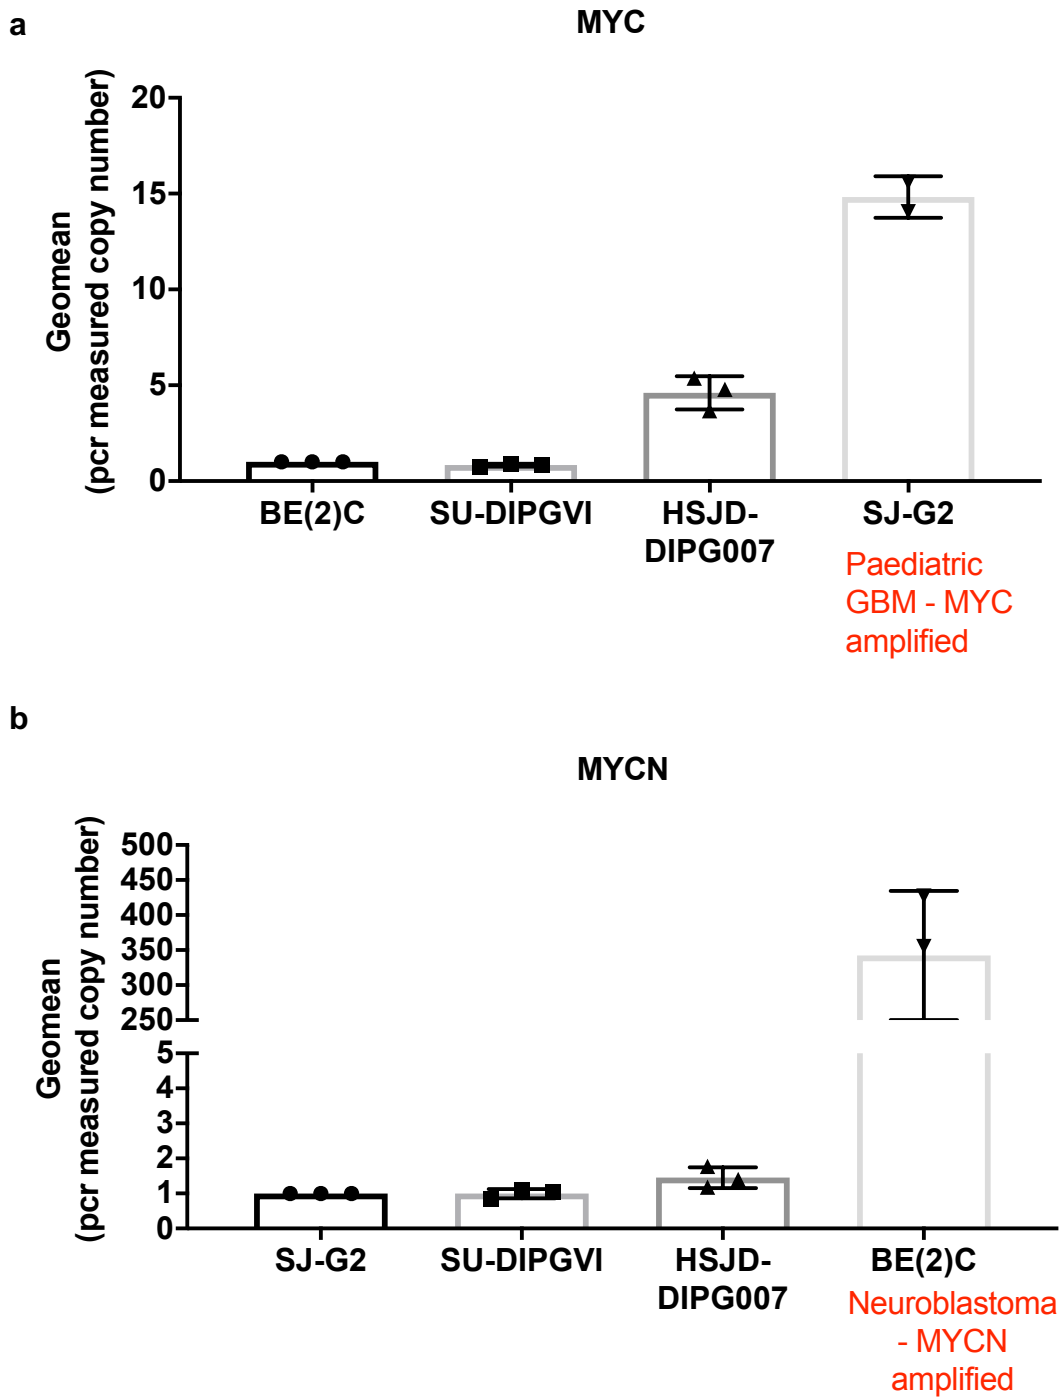 a
MYC
Geomean
(pcr measured copy number)
20
15
10
5
0
BE(2)C
SU-DIPGVI
HSJD-
DIPG007
SJ-G2
Paediatric
GBM - MYC
amplified
b
MYCN
Geomean
(pcr measured copy number)
500
450
400
350
300
250
5
4
3
2
1
0
SJ-G2
SU-DIPGVI
HSJD-
DIPG007
BE(2)C
Neuroblastoma
- MYCN
amplified